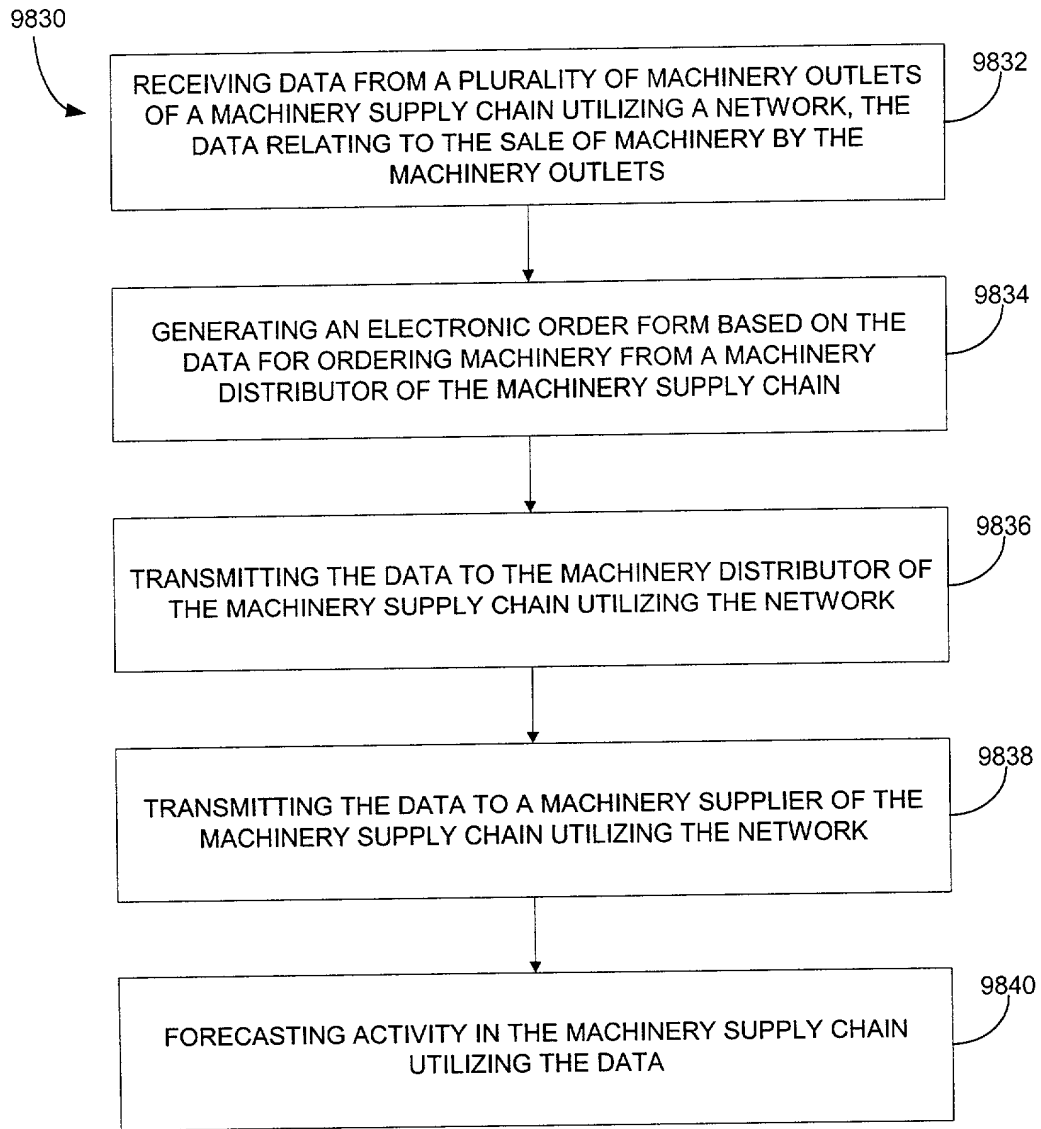 9830
RECEIVING DATA FROM A PLURALITY OF MACHINERY OUTLETS
OF A MACHINERY SUPPLY CHAIN UTILIZING A NETWORK, THE
DATA RELATING TO THE SALE OF MACHINERY BY THE
MACHINERY OUTLETS
9832
GENERATING AN ELECTRONIC ORDER FORM BASED ON THE
DATA FOR ORDERING MACHINERY FROM A MACHINERY
DISTRIBUTOR OF THE MACHINERY SUPPLY CHAIN
9834
TRANSMITTING THE DATA TO THE MACHINERY DISTRIBUTOR OF
THE MACHINERY SUPPLY CHAIN UTILIZING THE NETWORK
9836
TRANSMITTING THE DATA TO A MACHINERY SUPPLIER OF THE
MACHINERY SUPPLY CHAIN UTILIZING THE NETWORK
9838
FORECASTING ACTIVITY IN THE MACHINERY SUPPLY CHAIN
UTILIZING THE DATA
9840